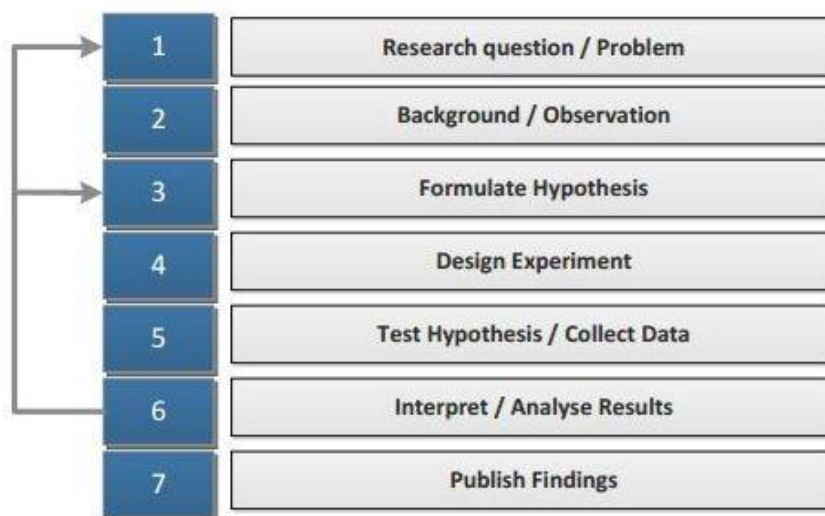 1 Research question / Problem
2 Background / Observation
3 Formulate Hypothesis
4 Design Experiment
5 Test Hypothesis / Collect Data
6 Interpret / Analyse Results
7 Publish Findings